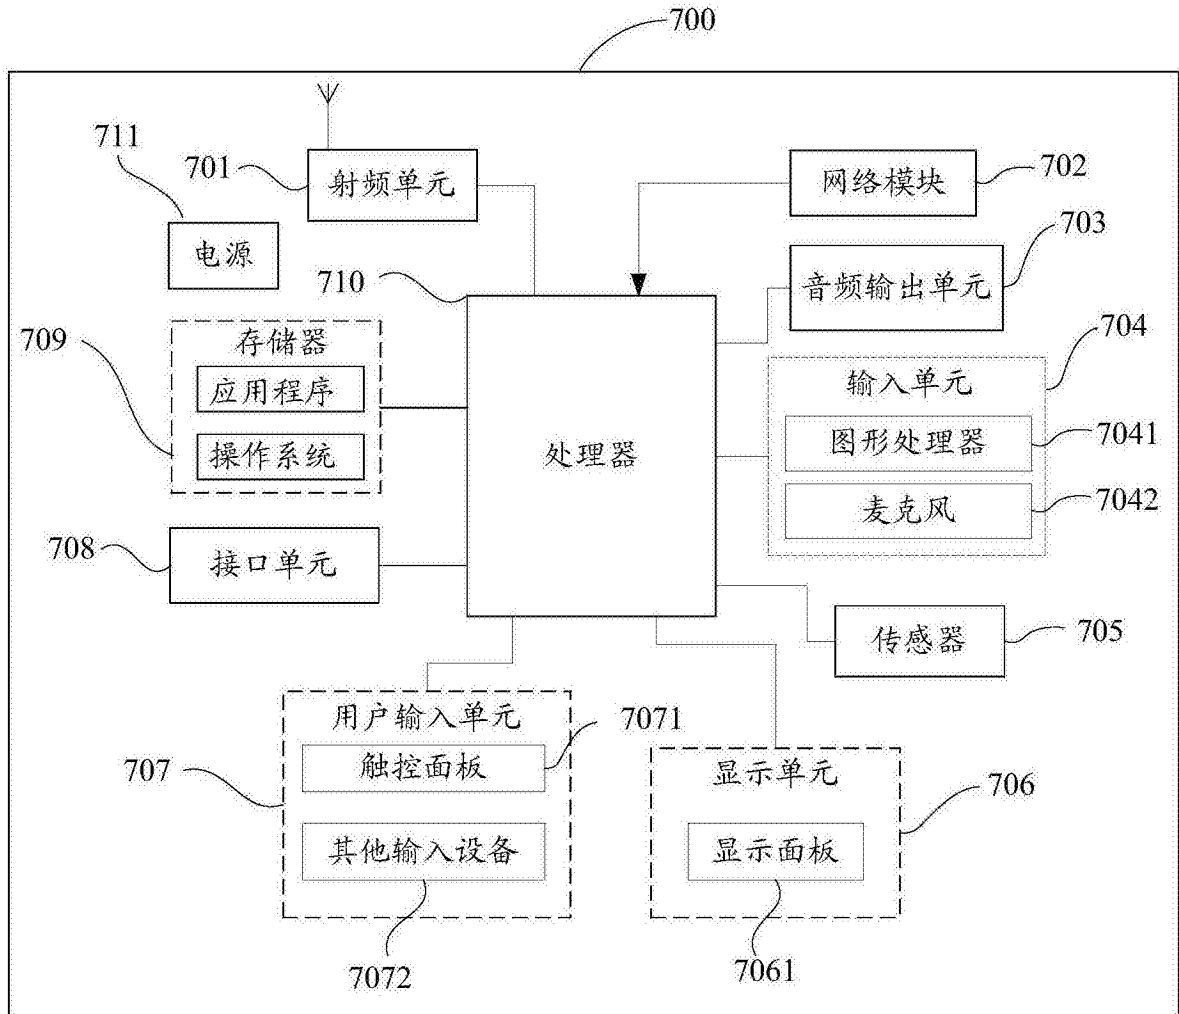 700
711
701
射频单元
网络模块
702
电源
710
音频输出单元
703
709
存储器
应用程序
操作系统
处理器
704
输入单元
图形处理器
7041
麦克风
7042
708
接口单元
传感器
705
707
用户输入单元
7071
触控面板
其他输入设备
7072
显示单元
706
显示面板
7061